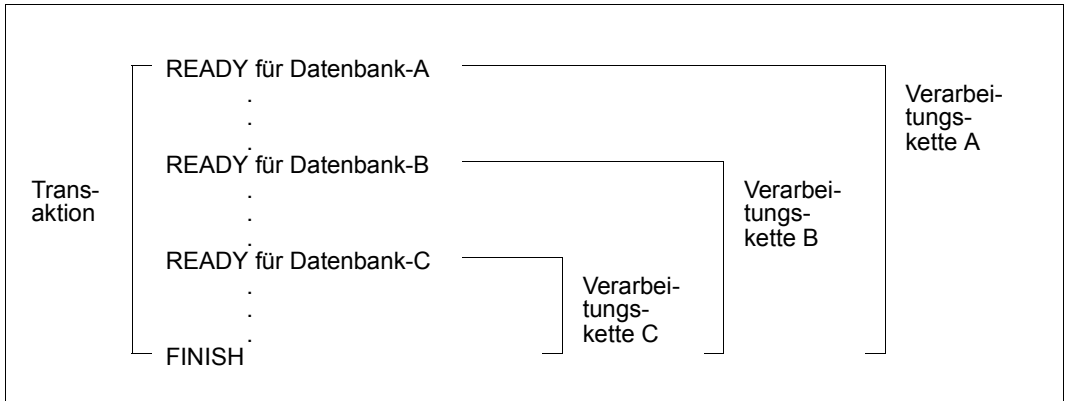 READY für Datenbank-A
.
.
.
READY für Datenbank-B
.
.
.
READY für Datenbank-C
.
.
.
FINISH
Trans-
aktion
Verarbei-
tungs-
kette A
Verarbei-
tungs-
kette B
Verarbei-
tungs-
kette C